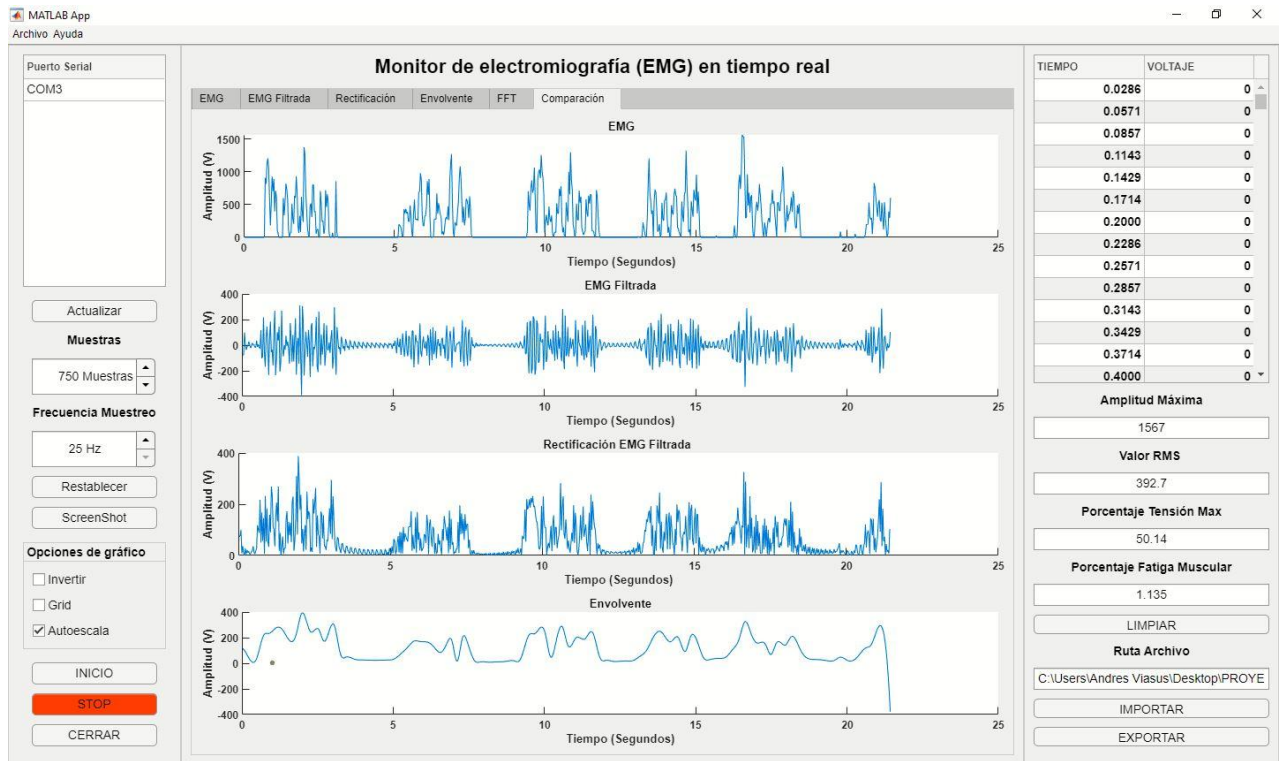 MATLAB App
Archivo Ayuda
Puerto Serial
COM3
Actualizar
Muestras
750 Muestras
Frecuencia Muestreo
25 Hz
Restablecer
ScreenShot
Opciones de gráfico
Invertir
Grid
Autoescala
INICIO
STOP
CERRAR
Monitor de electromiografía (EMG) en tiempo real
EMG EMG Filtrada Rectificación Envolvente FFT Comparación
EMG
Amplitud (V)
1500
1000
500
0
0 5 10 15 20 25
Tiempo (Segundos)
EMG Filtrada
Amplitud (V)
400
200
0
-200
-400
0 5 10 15 20 25
Tiempo (Segundos)
Rectificación EMG Filtrada
Amplitud (V)
400
200
0
0 5 10 15 20 25
Tiempo (Segundos)
Envolvente
Amplitud (V)
400
200
0
-200
-400
0 5 10 15 20 25
Tiempo (Segundos)
TIEMPO VOLTAJE
0.0286 0
0.0571 0
0.0857 0
0.1143 0
0.1429 0
0.1714 0
0.2000 0
0.2286 0
0.2571 0
0.2857 0
0.3143 0
0.3429 0
0.3714 0
0.4000 0
Amplitud Máxima
1567
Valor RMS
392.7
Porcentaje Tensión Max
50.14
Porcentaje Fatiga Muscular
1.135
LIMPIAR
Ruta Archivo
C:\Users\Andres Viasus\Desktop\PROYE
IMPORTAR
EXPORTAR